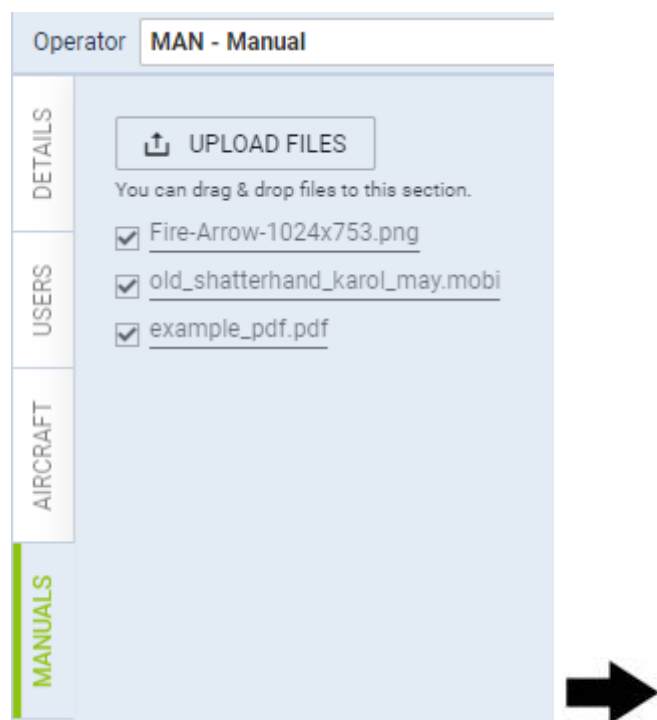 Operator MAN - Manual
DETAILS
USERS
AIRCRAFT
MANUALS
UPLOAD FILES
You can drag & drop files to this section.
Fire-Arrow-1024x753.png
old_shatterhand_karol_may.mobi
example_pdf.pdf